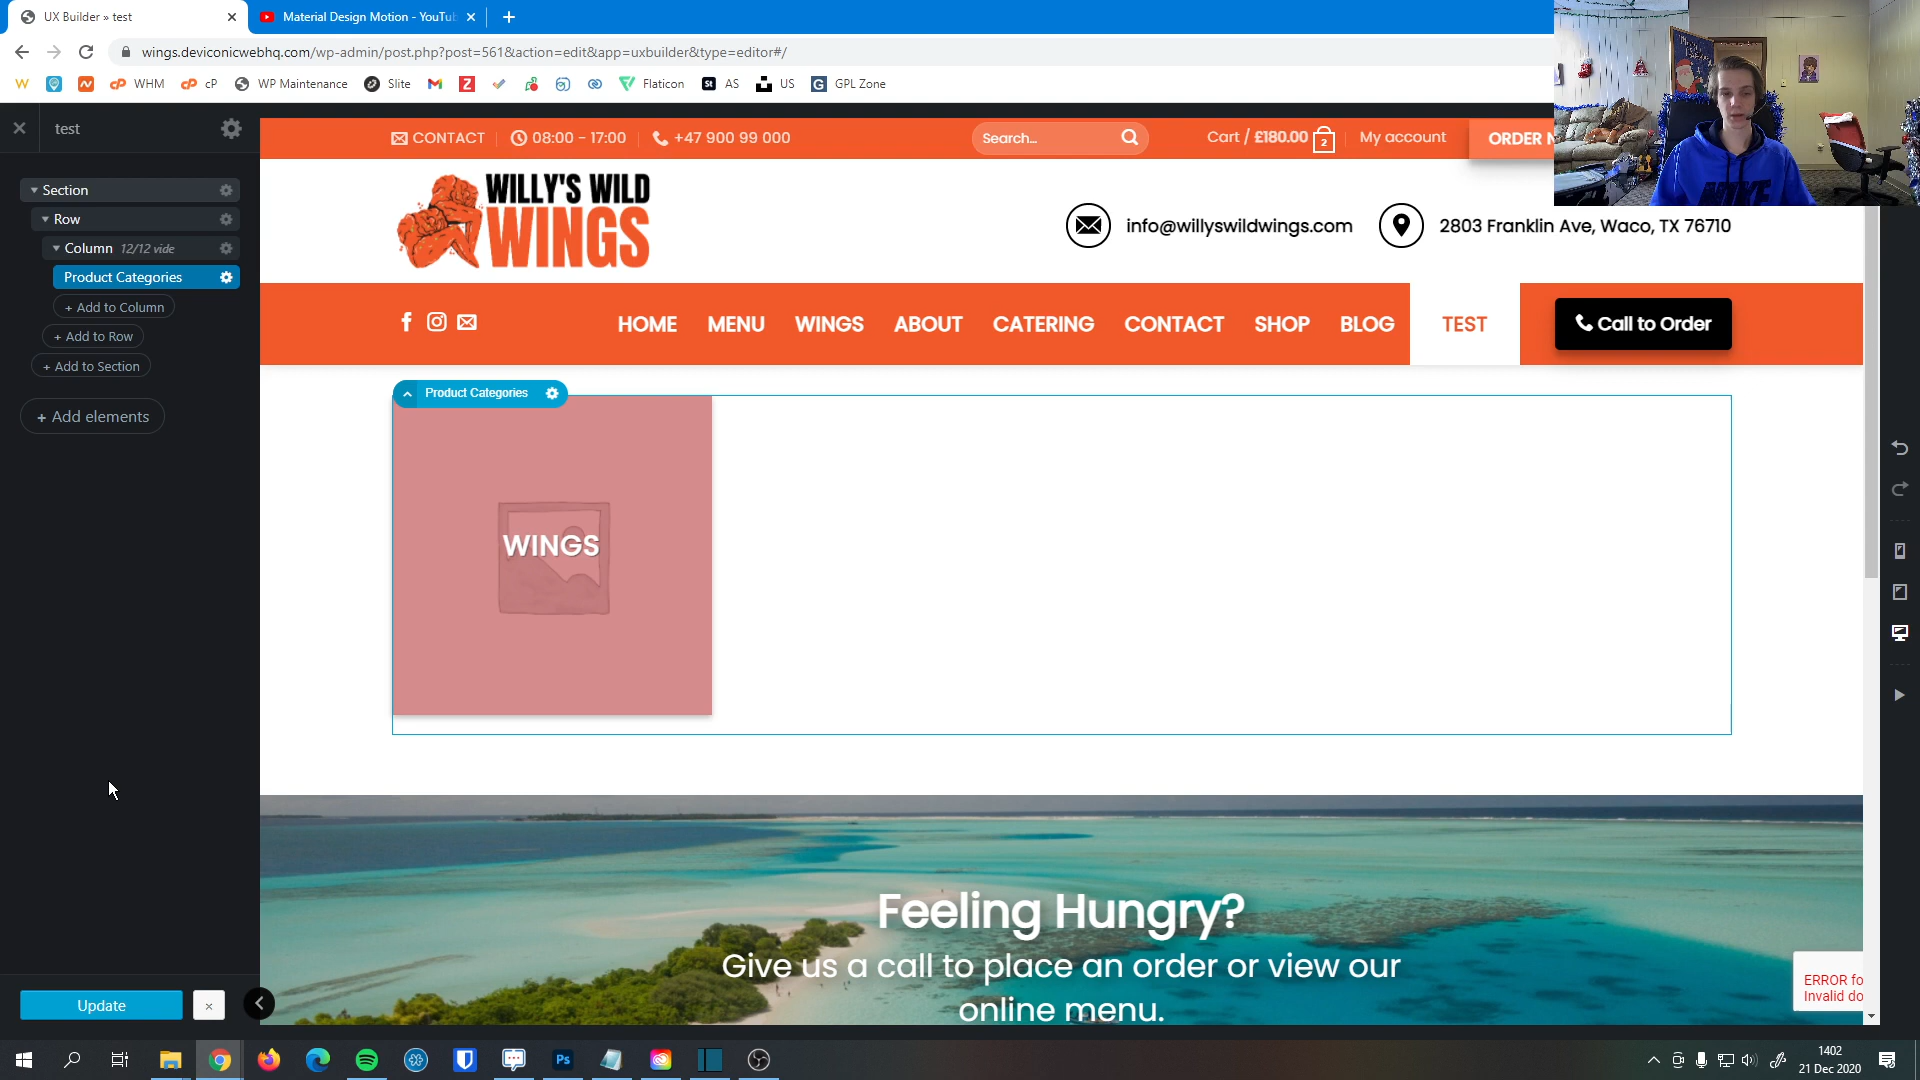 UX Builder » test
Material Design Motion - YouTub
wings.deviconicwebhq.com/wp-admin/post.php?post=561&action=edit&app=uxbuilder&type=editor#/
W
WHM
cP
WP Maintenance
Slite
Flaticon
AS
US
GPL Zone
test
Section
Row
Column 12/12 vide
Product Categories
+ Add to Column
+ Add to Row
+ Add to Section
+ Add elements
Update
CONTACT
08:00 - 17:00
+47 900 99 000
Search...
Cart / £180.00
2
My account
ORDER N
WILLY'S WILD
WINGS
info@willyswildwings.com
2803 Franklin Ave, Waco, TX 76710
HOME
MENU
WINGS
ABOUT
CATERING
CONTACT
SHOP
BLOG
TEST
Call to Order
Product Categories
WINGS
Feeling Hungry?
Give us a call to place an order or view our
online menu.
ERROR fo
Invalid do
Ps
1402
21 Dec 2020